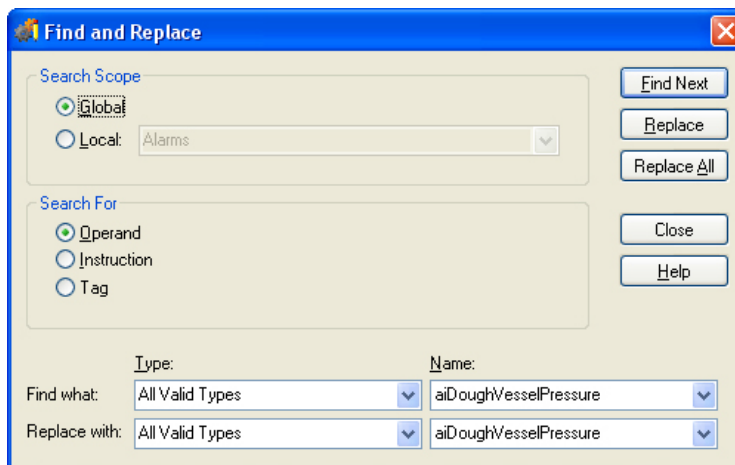 Find and Replace
Search Scope
Global
Local: Alarms
Find Next
Replace
Replace All
Search For
Operand
Instruction
Tag
Close
Help
Type: Name:
Find what: All Valid Types aiDoughVesselPressure
Replace with: All Valid Types aiDoughVesselPressure